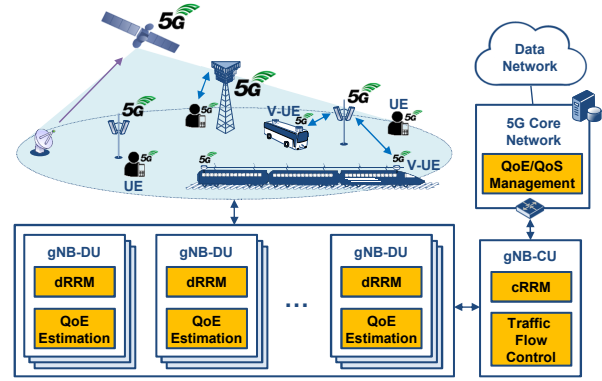 5G
5G
5G
5G
5G
UE
V-UE
5G
UE
5G
5G
UE
5G
5G
V-UE
Data
Network
5G Core
Network
QoE/QoS
Management
gNB-DU
dRRM
QoE
Estimation
gNB-DU
dRRM
QoE
Estimation
...
gNB-DU
dRRM
QoE
Estimation
gNB-CU
cRRM
Traffic
Flow
Control